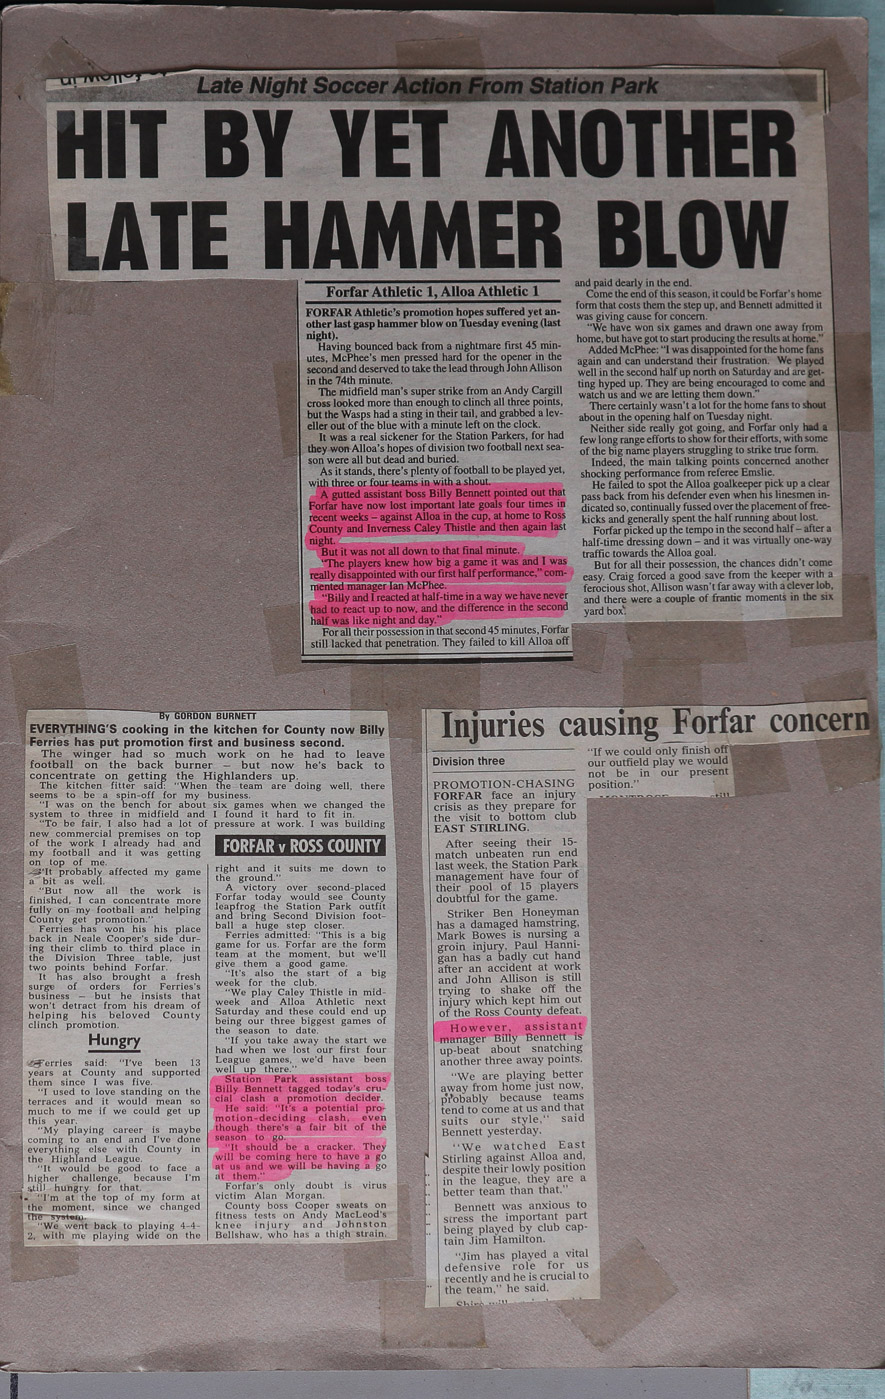 Late Night Soccer Action From Station Park
HIT BY YET ANOTHER
LATE HAMMER BLOW
Forfar Athletic 1, Alloa Athletic 1
FORFAR Athletic's promotion hopes suffered yet an-
other last gasp hammer blow on Tuesday evening (last
night).
Having bounced back from a nightmare first 45 min-
utes, McPhee's men pressed hard for the opener in the
second and deserved to take the lead through John Allison
in the 74th minute.
The midfield man's super strike from an Andy Cargill
cross looked more than enough to clinch all three points,
but the Wasps had a sting in their tail, and grabbed a lev-
eller out of the blue with a minute left on the clock.
It was a real sickener for the Station Parkers, for had
they won Alloa's hopes of division two football next sea-
son were all but dead and buried.
As it stands, there's plenty of football to be played yet,
with three or four teams in with a shout.
A gutted assistant boss Billy Bennett pointed out that
Forfar have now lost important late goals four times in
recent weeks – against Alloa in the cup, at home to Ross
County and Inverness Caley Thistle and then again last
night.
But it was not all down to that final minute.
"The players knew how big a game it was and I was
really disappointed with our first half performance," com-
mented manager Ian McPhee.
"Billy and I reacted at half-time in a way we have never
had to react up to now, and the difference in the second
half was like night and day."
For all their possession in that second 45 minutes, Forfar
still lacked that penetration. They failed to kill Alloa off
and paid dearly in the end.
Come the end of this season, it could be Forfar's home
form that costs them the step up, and Bennett admitted it
was giving cause for concern.
"We have won six games and drawn one away from
home, but have got to start producing the results at home."
Added McPhee: "I was disappointed for the home fans
again and can understand their frustration. We played
well in the second half up north on Saturday and are get-
ting hyped up. They are being encouraged to come and
watch us and we are letting them down."
There certainly wasn't a lot for the home fans to shout
about in the opening half on Tuesday night.
Neither side really got going, and Forfar only had a
few long range efforts to show for their efforts, with some
of the big name players struggling to strike true form.
Indeed, the main talking points concerned another
shocking performance from referee Emslie.
He failed to spot the Alloa goalkeeper pick up a clear
pass back from his defender even when his linesmen in-
dicated so, continually fussed over the placement of free-
kicks and generally spent the half running about lost.
Forfar picked up the tempo in the second half – after a
half-time dressing down – and it was virtually one-way
traffic towards the Alloa goal.
But for all their possession, the chances didn't come
easy. Craig forced a good save from the keeper with a
ferocious shot, Allison wasn't far away with a clever lob,
and there were a couple of frantic moments in the six
yard box.
By GORDON BURNETT
EVERYTHING'S cooking in the kitchen for County now Billy
Ferries has put promotion first and business second.
The winger had so much work on he had to leave
football on the back burner – but now he's back to
concentrate on getting the Highlanders up.
The kitchen fitter said: "When the team are doing well, there
seems to be a spin-off for my business.
"I was on the bench for about six games when we changed the
system to three in midfield and I found it hard to fit in.
"To be fair, I also had a lot of pressure at work. I was building
new commercial premises on top
of the work I already had and
my football and it was getting
on top of me.
"It probably affected my game
a bit as well.
"But now all the work is
finished, I can concentrate more
fully on my football and helping
County get promotion."
Ferries has won his his place
back in Neale Cooper's side dur-
ing their climb to third place in
the Division Three table, just
two points behind Forfar.
It has also brought a fresh
surge of orders for Ferries's
business – but he insists that
won't detract from his dream of
helping his beloved County
clinch promotion.
Hungry
Ferries said: "I've been 13
years at County and supported
them since I was five.
"I used to love standing on the
terraces and it would mean so
much to me if we could get up
this year.
"My playing career is maybe
coming to an end and I've done
everything else with County in
the Highland League.
"It would be good to face a
higher challenge, because I'm
still hungry for that.
"I'm at the top of my form at
the moment, since we changed
the system.
"We went back to playing 4-4-
2, with me playing wide on the
FORFAR v ROSS COUNTY
right and it suits me down to
the ground."
A victory over second-placed
Forfar today would see County
leapfrog the Station Park outfit
and bring Second Division foot-
ball a huge step closer.
Ferries admitted: "This is a big
game for us. Forfar are the form
team at the moment, but we'll
give them a good game.
"It's also the start of a big
week for the club.
"We play Caley Thistle in mid-
week and Alloa Athletic next
Saturday and these could end up
being our three biggest games of
the season to date.
"If you take away the start we
had when we lost our first four
League games, we'd have been
well up there."
Station Park assistant boss
Billy Bennett tagged today's cru-
cial clash a promotion decider.
He said: "It's a potential pro-
motion-deciding clash, even
though there's a fair bit of the
season to go.
"It should be a cracker. They
will be coming here to have a go
at us and we will be having a go
at them."
Forfar's only doubt is virus
victim Alan Morgan.
County boss Cooper sweats on
fitness tests on Andy MacLeod's
knee injury and Johnston
Bellshaw, who has a thigh strain.
Injuries causing Forfar concern
Division three
PROMOTION-CHASING
FORFAR face an injury
crisis as they prepare for
the visit to bottom club
EAST STIRLING.
After seeing their 15-
match unbeaten run end
last week, the Station Park
management have four of
their pool of 15 players
doubtful for the game.
Striker Ben Honeyman
has a damaged hamstring,
Mark Bowes is nursing a
groin injury, Paul Hanni-
gan has a badly cut hand
after an accident at work
and John Allison is still
trying to shake off the
injury which kept him out
of the Ross County defeat.
However, assistant
manager Billy Bennett is
up-beat about snatching
another three away points.
"We are playing better
away from home just now,
probably because teams
tend to come at us and that
suits our style," said
Bennett yesterday.
"We watched East
Stirling against Alloa and,
despite their lowly position
in the league, they are a
better team than that."
Bennett was anxious to
stress the important part
being played by club cap-
tain Jim Hamilton.
"Jim has played a vital
defensive role for us
recently and he is crucial to
the team," he said.
"If we could only finish off
our outfield play we would
not be in our present
position."